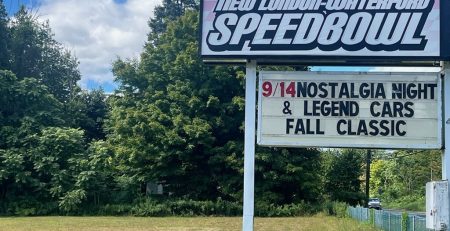 NEW LONDON-WATERFORD
SPEEDBOWL
9/14 NOSTALGIA NIGHT
& LEGEND CARS
FALL CLASSIC